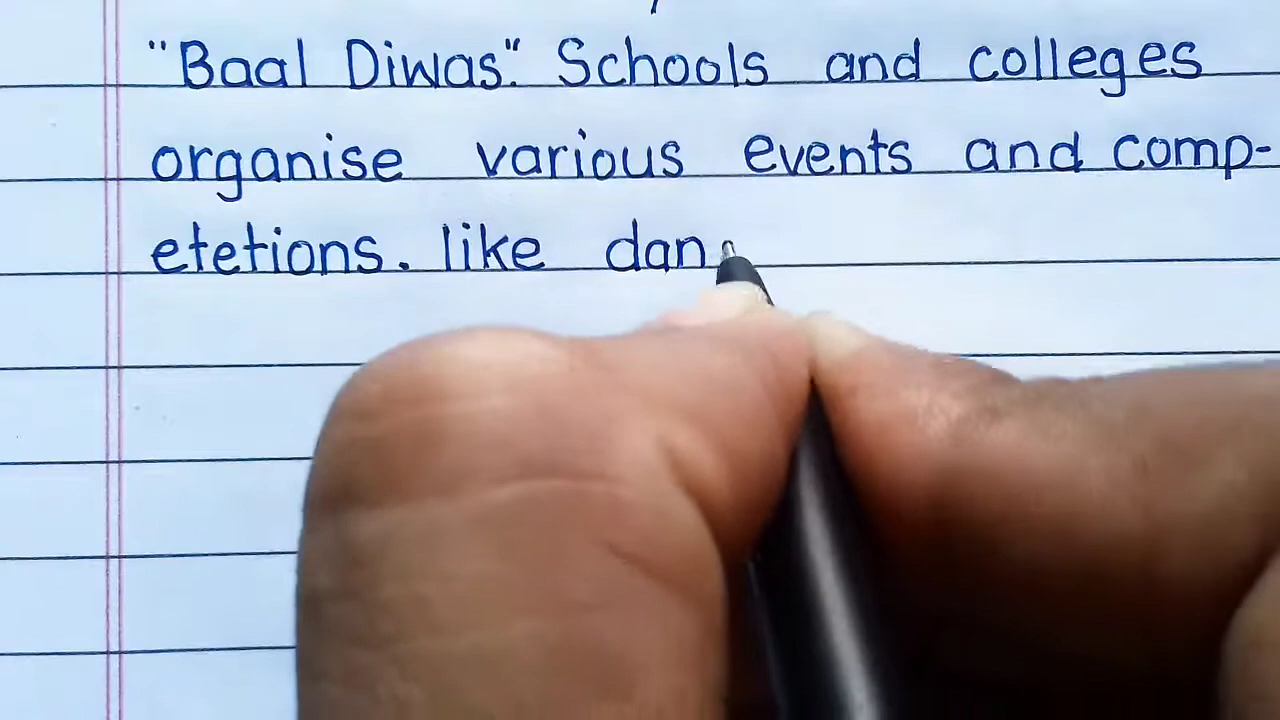 "Baal Diwas". Schools and colleges
organise various events and comp-
etetions. like dan